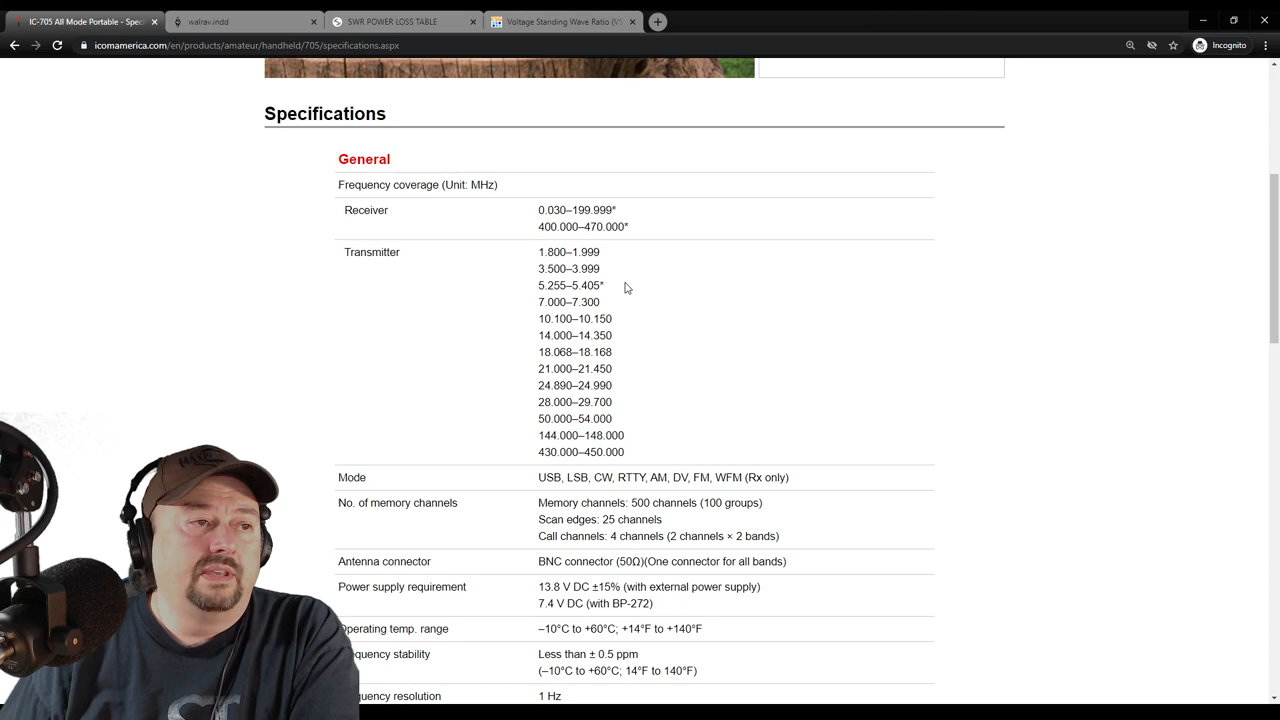 IC-705 All Mode Portable - Speci
walrav.indd
SWR POWER LOSS TABLE
Voltage Standing Wave Ratio (VS
icomamerica.com/en/products/amateur/handheld/705/specifications.aspx
Incognito
Specifications
General
Frequency coverage (Unit: MHz)
Receiver 0.030–199.999*
400.000–470.000*
Transmitter 1.800–1.999
3.500–3.999
5.255–5.405*
7.000–7.300
10.100–10.150
14.000–14.350
18.068–18.168
21.000–21.450
24.890–24.990
28.000–29.700
50.000–54.000
144.000–148.000
430.000–450.000
Mode USB, LSB, CW, RTTY, AM, DV, FM, WFM (Rx only)
No. of memory channels Memory channels: 500 channels (100 groups)
Scan edges: 25 channels
Call channels: 4 channels (2 channels × 2 bands)
Antenna connector BNC connector (50Ω)(One connector for all bands)
Power supply requirement 13.8 V DC ±15% (with external power supply)
7.4 V DC (with BP-272)
Operating temp. range –10°C to +60°C; +14°F to +140°F
equency stability Less than ± 0.5 ppm
(–10°C to +60°C; 14°F to 140°F)
quency resolution 1 Hz